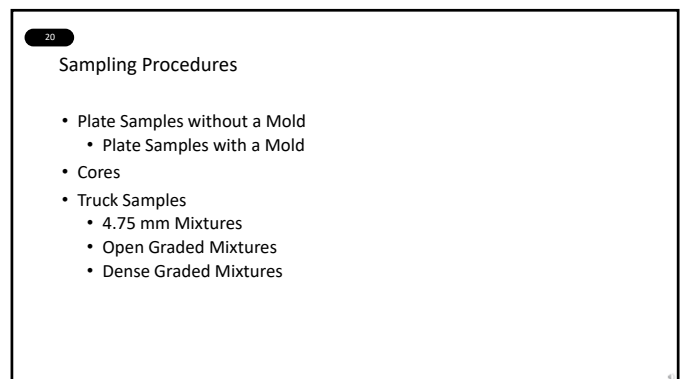 20
Sampling Procedures
• Plate Samples without a Mold
• Plate Samples with a Mold
• Cores
• Truck Samples
• 4.75 mm Mixtures
• Open Graded Mixtures
• Dense Graded Mixtures